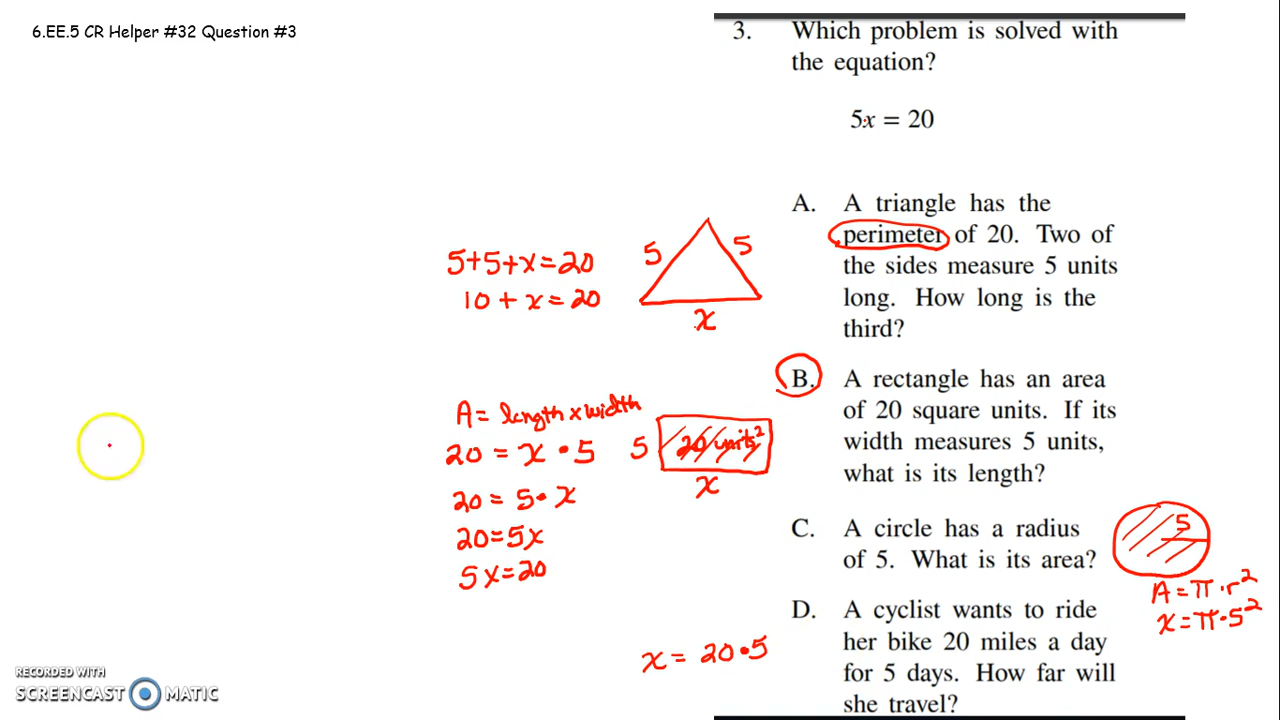 6.EE.5 CR Helper #32 Question #3
3. Which problem is solved with
the equation?
5x = 20
A. A triangle has the
perimeter of 20. Two of
the sides measure 5 units
long. How long is the
third?
5+5+x=20
10+x=20
5
5
x
B. A rectangle has an area
of 20 square units. If its
width measures 5 units,
what is its length?
A= length x width
20 = x • 5
20 = 5• x
20=5x
5x=20
5
20 units²
x
C. A circle has a radius
of 5. What is its area?
5
A=π·r²
x=π·5²
D. A cyclist wants to ride
her bike 20 miles a day
for 5 days. How far will
she travel?
x = 20•5
RECORDED WITH
SCREENCAST MATIC